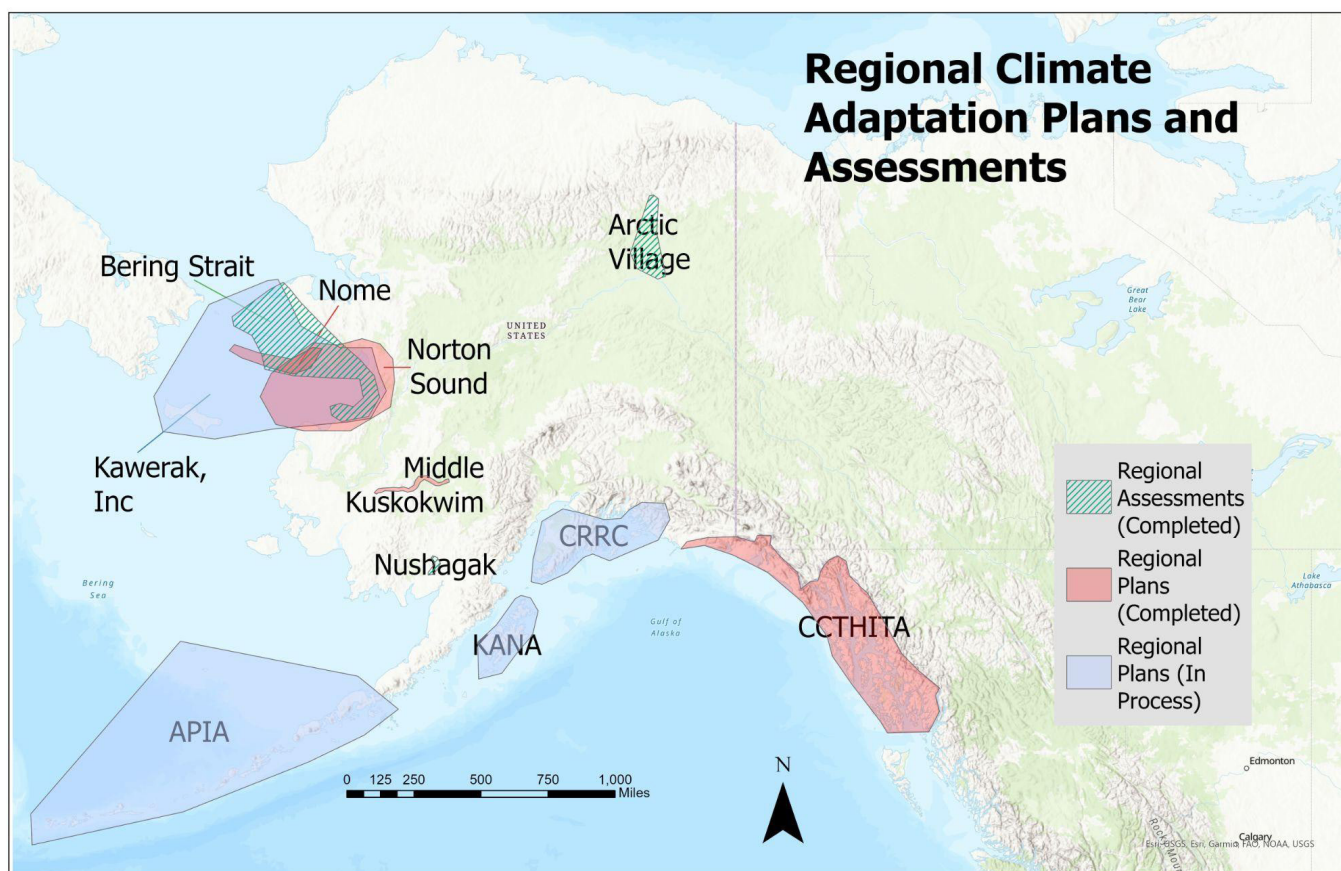 Regional Climate
Adaptation Plans and
Assessments
Arctic
Village
Bering Strait
Nome
Great
Bear
Lake
UNITED
STATES
Norton
Sound
Kawerak,
Inc
Middle
Kuskokwim
CRRC
Nushagak
Bering
Sea
Gulf of
Alaska
KANA
CCTHITA
APIA
Regional
Assessments
(Completed)
Regional
Plans
(Completed)
Regional
Plans (In
Process)
Lake
Athabasca
0 125 250 500 750 1,000
Miles
N
Edmonton
Calgary
Rocky Mount
Esri, USGS, Esri, Garmin, FAO, NOAA, USGS